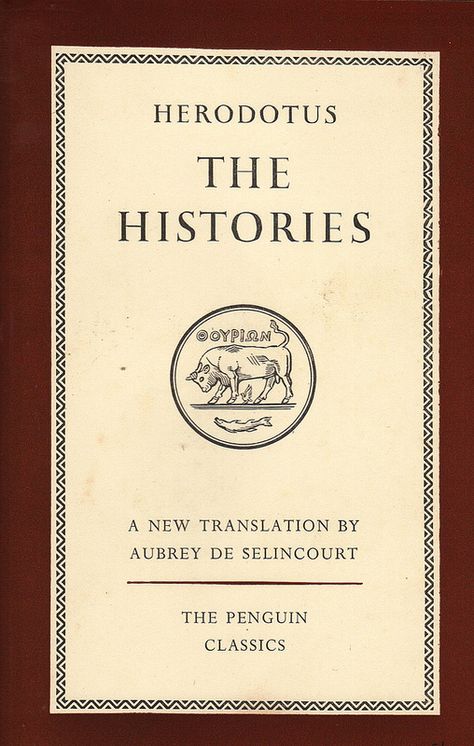 HERODOTUS
THE
HISTORIES
ΘΟΥΡΙΩΝ
A NEW TRANSLATION BY
AUBREY DE SELINCOURT
THE PENGUIN
CLASSICS